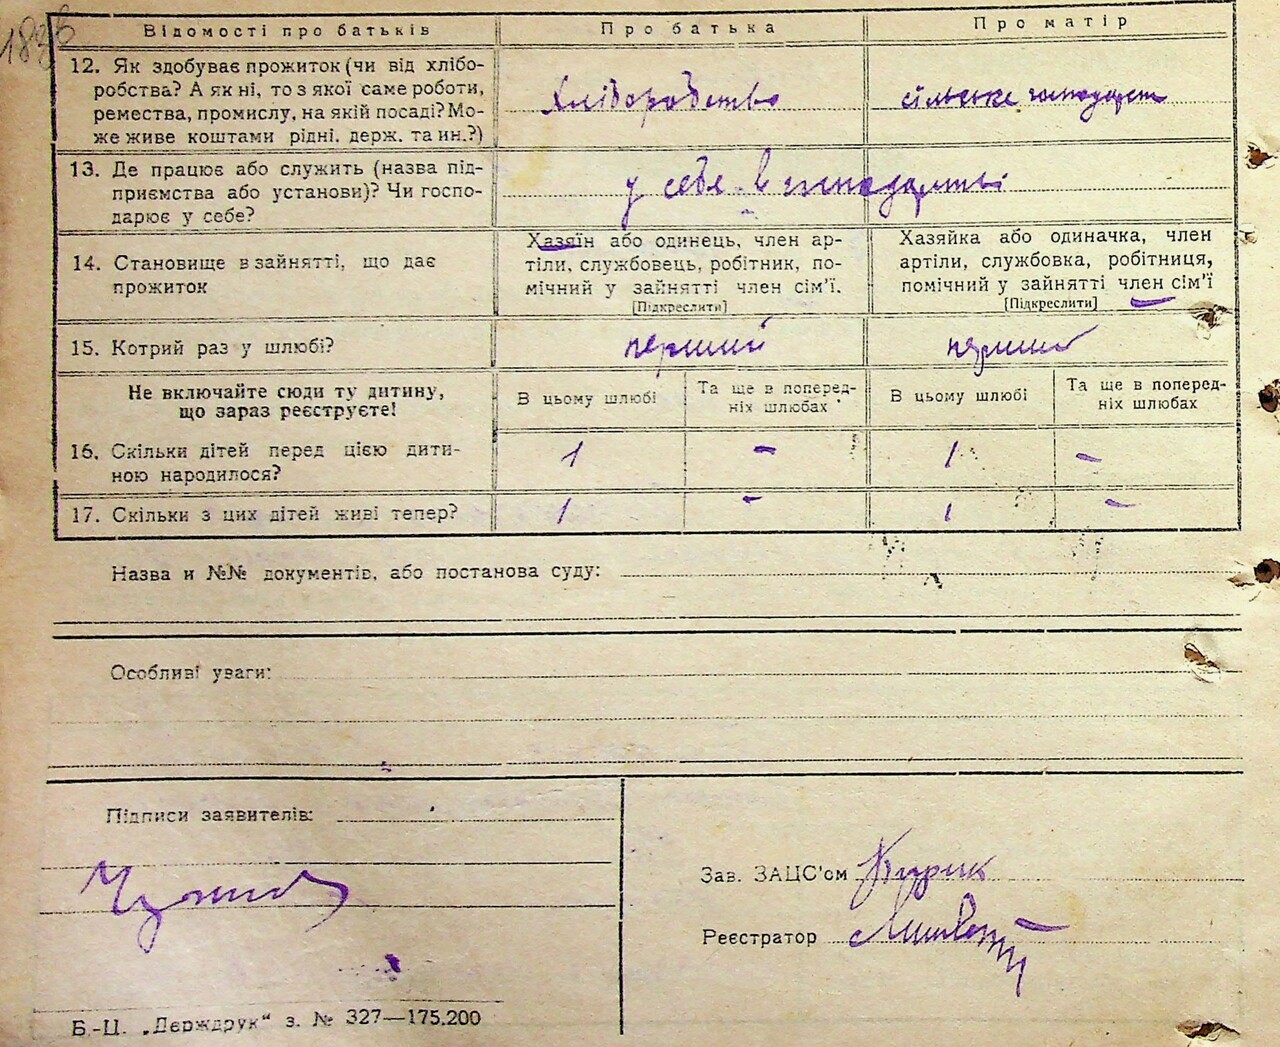 183в
Відомості про батьків Про батька Про матір
12. Як здобуває прожиток (чи від хлібо-
робства? А як ні, то з якої саме роботи,
ремества, промислу, на якій посаді? Мо-
же живе коштами рідні, держ. та ин.?)
Хліборобство сільське господарст
13. Де працює або служить (назва під-
приємства або установи)? Чи госпо-
дарює у себе?
у себе в господарстві
14. Становище в зайнятті, що дає
прожиток
Хазяїн або одинець, член ар-
тіли, службовець, робітник, по-
мічний у зайнятті член сім'ї.
[Підкреслити]
Хазяйка або одиначка, член
артіли, службовка, робітниця,
помічний у зайнятті член сім'ї
[Підкреслити]
15. Котрий раз у шлюбі? перший перший
Не включайте сюди ту дитину,
що зараз реєструєте!
В цьому шлюбі
Та ще в поперед-
ніх шлюбах
В цьому шлюбі
Та ще в поперед-
ніх шлюбах
16. Скільки дітей перед цією дити-
ною народилося?
1 - 1 -
17. Скільки з цих дітей живі тепер? 1 - 1 -
Назва и №№ документів, або постанова суду:
Особливі уваги:
Підписи заявителів:
Зав. ЗАЦС'ом
Реєстратор
Б.-Ц. „Держдрук" з. № 327—175.200